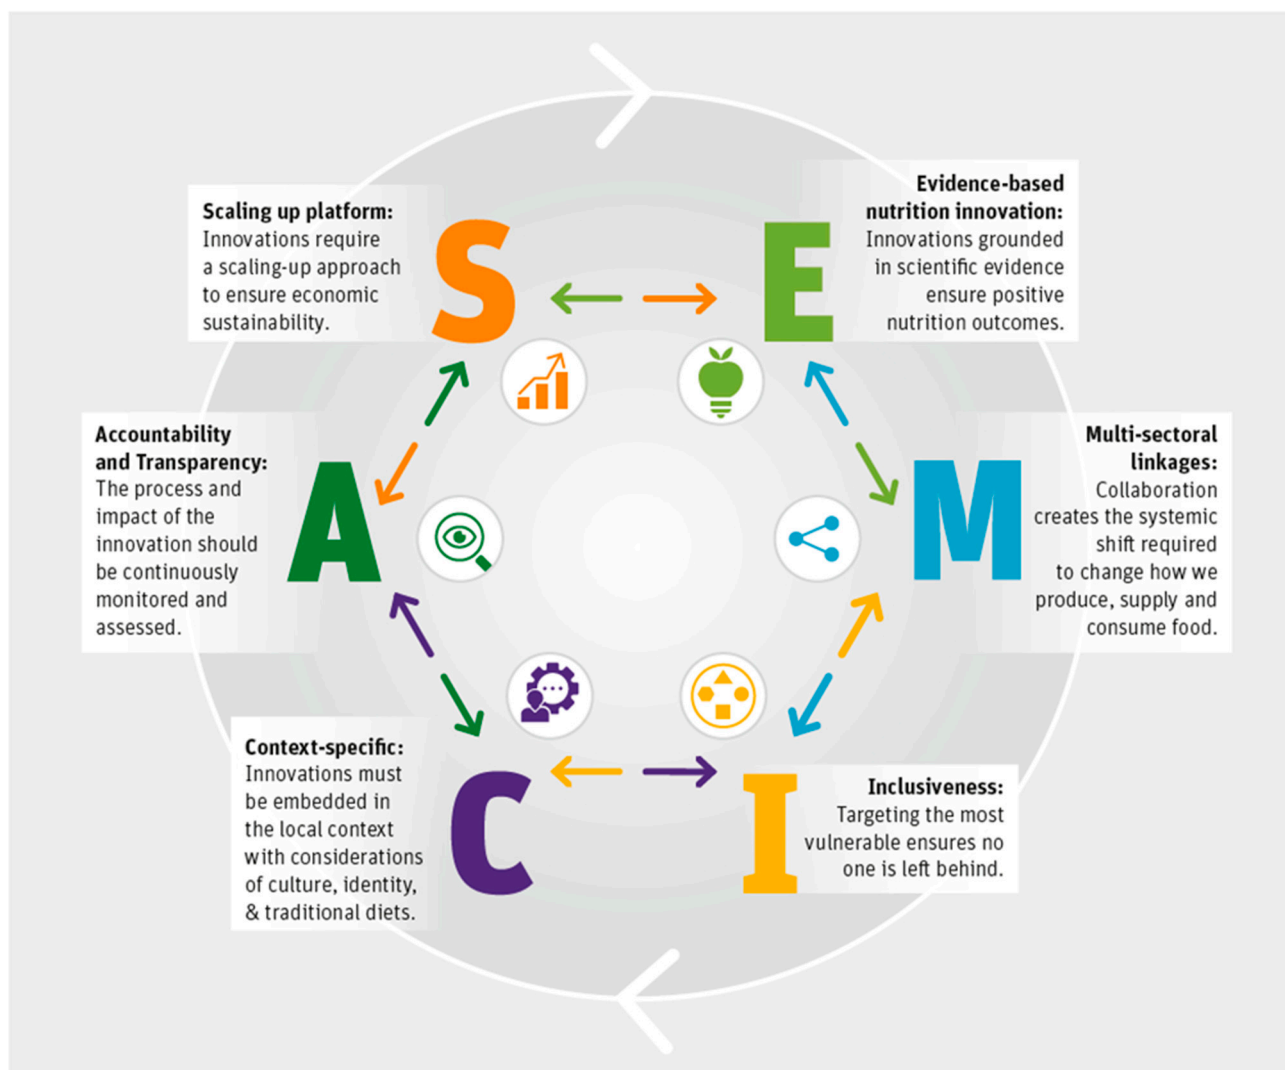 Scaling up platform:
Innovations require
a scaling-up approach
to ensure economic
sustainability.
S
E
Evidence-based
nutrition innovation:
Innovations grounded
in scientific evidence
ensure positive
nutrition outcomes.
Accountability
and Transparency:
The process and
impact of the
innovation should
be continuously
monitored and
assessed.
A
M
Multi-sectoral
linkages:
Collaboration
creates the systemic
shift required
to change how we
produce, supply and
consume food.
Context-specific:
Innovations must
be embedded in
the local context
with considerations
of culture, identity,
& traditional diets.
C
I
Inclusiveness:
Targeting the most
vulnerable ensures no
one is left behind.